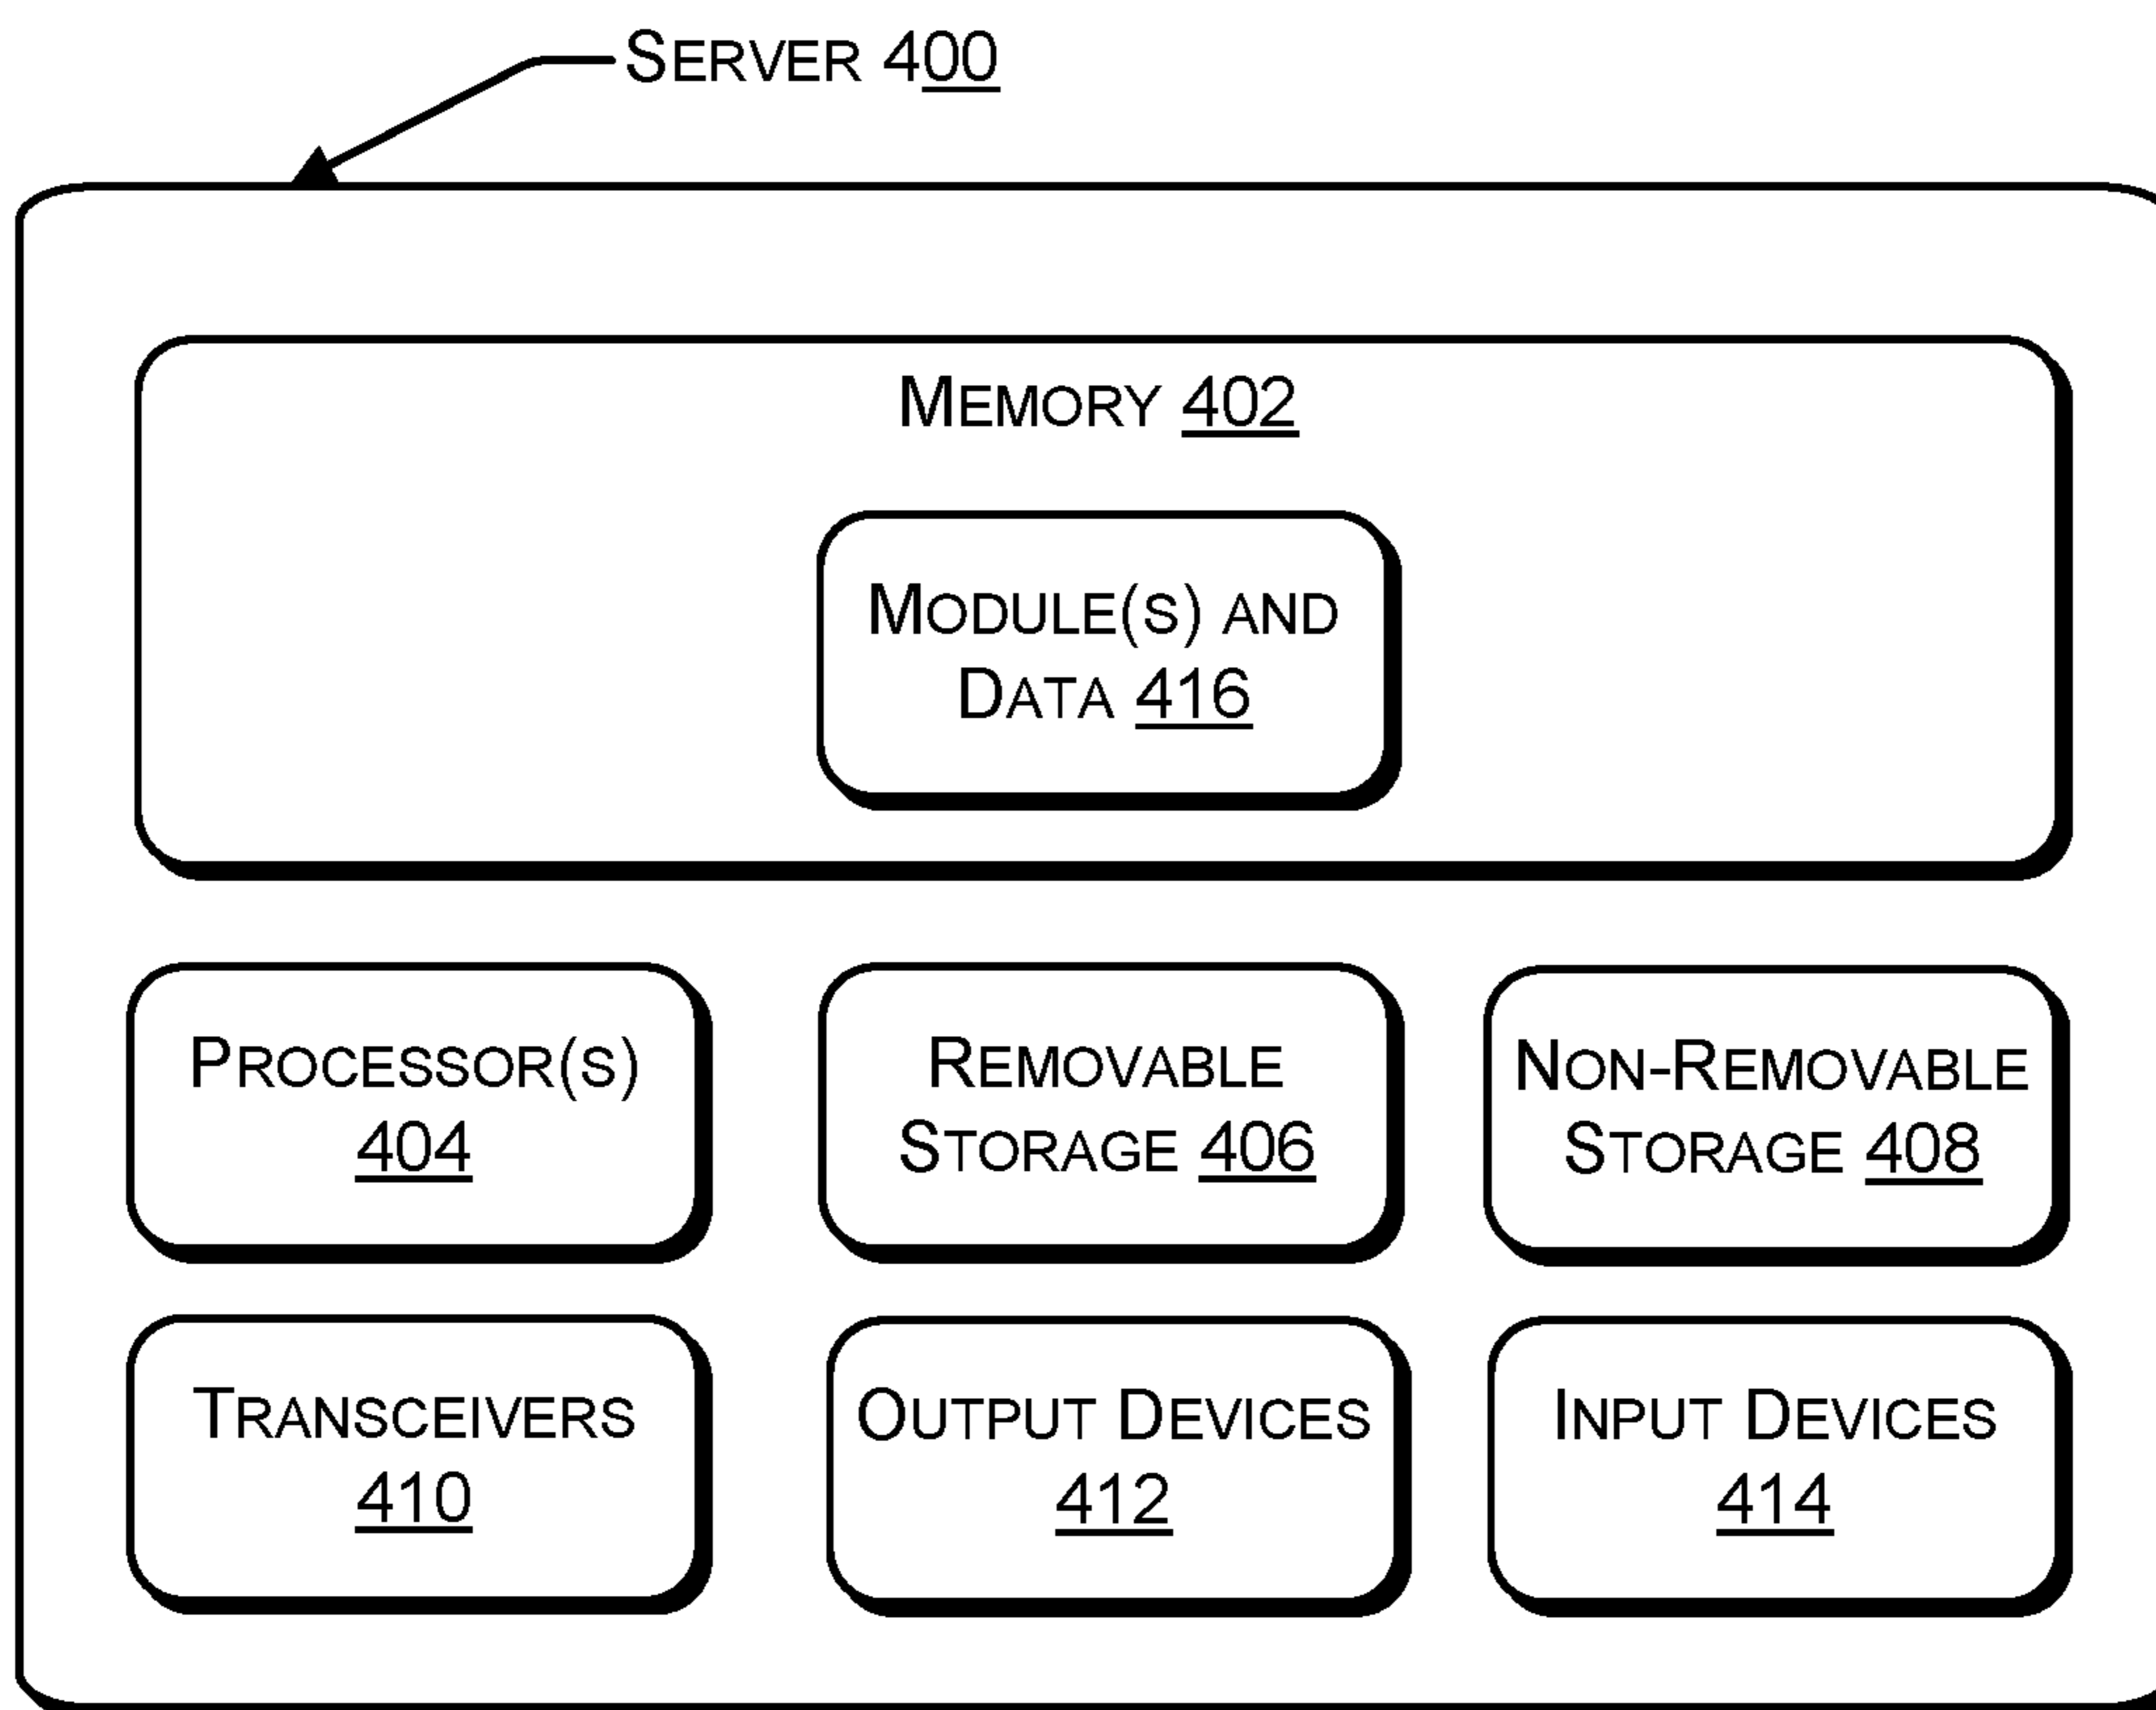 SERVER 400
MEMORY 402
MODULE(S) AND
DATA 416
PROCESSOR(S)
404
REMOVABLE
STORAGE 406
NON-REMOVABLE
STORAGE 408
TRANSCEIVERS
410
OUTPUT DEVICES
412
INPUT DEVICES
414